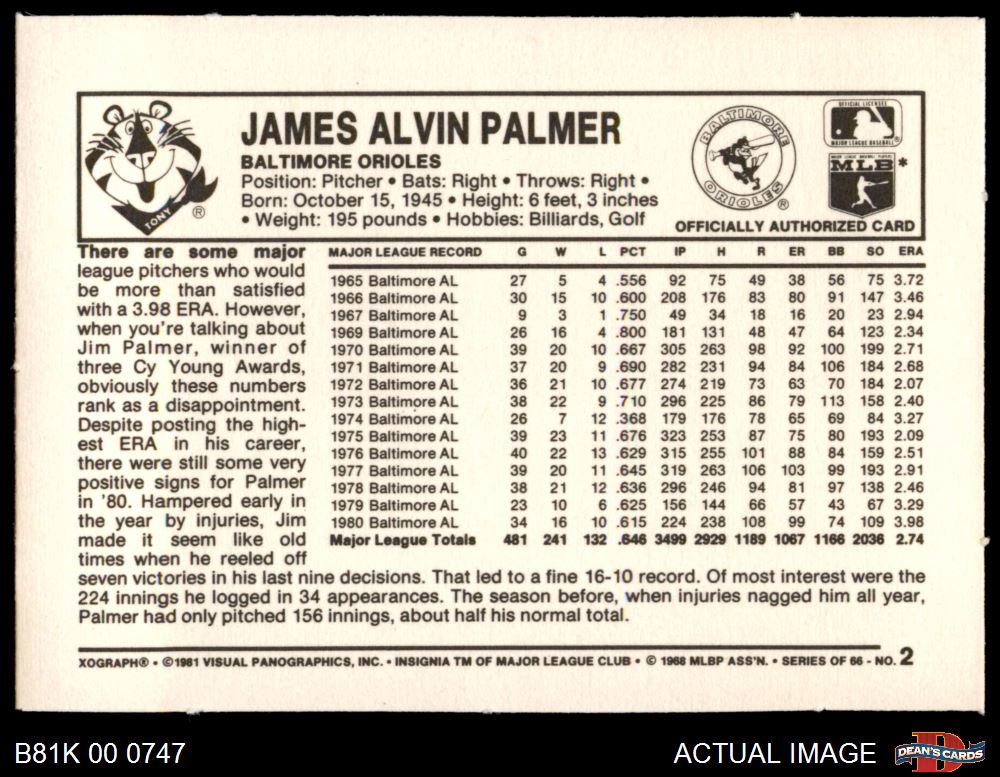 JAMES ALVIN PALMER
BALTIMORE ORIOLES
Position: Pitcher • Bats: Right • Throws: Right •
Born: October 15, 1945 • Height: 6 feet, 3 inches
• Weight: 195 pounds • Hobbies: Billiards, Golf
TONY
®
BALTIMORE
ORIOLES
®
OFFICIAL LICENSEE
MAJOR LEAGUE BASEBALL®
MAJOR LEAGUE BASEBALL PLAYERS
MLB*
OFFICIALLY AUTHORIZED CARD
There are some major
league pitchers who would
be more than satisfied
with a 3.98 ERA. However,
when you're talking about
Jim Palmer, winner of
three Cy Young Awards,
obviously these numbers
rank as a disappointment.
Despite posting the high-
est ERA in his career,
there were still some very
positive signs for Palmer
in '80. Hampered early in
the year by injuries, Jim
made it seem like old
times when he reeled off
seven victories in his last nine decisions. That led to a fine 16-10 record. Of most interest were the
224 innings he logged in 34 appearances. The season before, when injuries nagged him all year,
Palmer had only pitched 156 innings, about half his normal total.
MAJOR LEAGUE RECORD G W L PCT IP H R ER BB SO ERA
1965 Baltimore AL 27 5 4 .556 92 75 49 38 56 75 3.72
1966 Baltimore AL 30 15 10 .600 208 176 83 80 91 147 3.46
1967 Baltimore AL 9 3 1 .750 49 34 18 16 20 23 2.94
1969 Baltimore AL 26 16 4 .800 181 131 48 47 64 123 2.34
1970 Baltimore AL 39 20 10 .667 305 263 98 92 100 199 2.71
1971 Baltimore AL 37 20 9 .690 282 231 94 84 106 184 2.68
1972 Baltimore AL 36 21 10 .677 274 219 73 63 70 184 2.07
1973 Baltimore AL 38 22 9 .710 296 225 86 79 113 158 2.40
1974 Baltimore AL 26 7 12 .368 179 176 78 65 69 84 3.27
1975 Baltimore AL 39 23 11 .676 323 253 87 75 80 193 2.09
1976 Baltimore AL 40 22 13 .629 315 255 101 88 84 159 2.51
1977 Baltimore AL 39 20 11 .645 319 263 106 103 99 193 2.91
1978 Baltimore AL 38 21 12 .636 296 246 94 81 97 138 2.46
1979 Baltimore AL 23 10 6 .625 156 144 66 57 43 67 3.29
1980 Baltimore AL 34 16 10 .615 224 238 108 99 74 109 3.98
Major League Totals 481 241 132 .646 3499 2929 1189 1067 1166 2036 2.74
XOGRAPH® • ©1981 VISUAL PANOGRAPHICS, INC. • INSIGNIA TM OF MAJOR LEAGUE CLUB • © 1968 MLBP ASS'N. • SERIES OF 66 - NO. 2
B81K 00 0747
ACTUAL IMAGE
DEAN'S CARDS